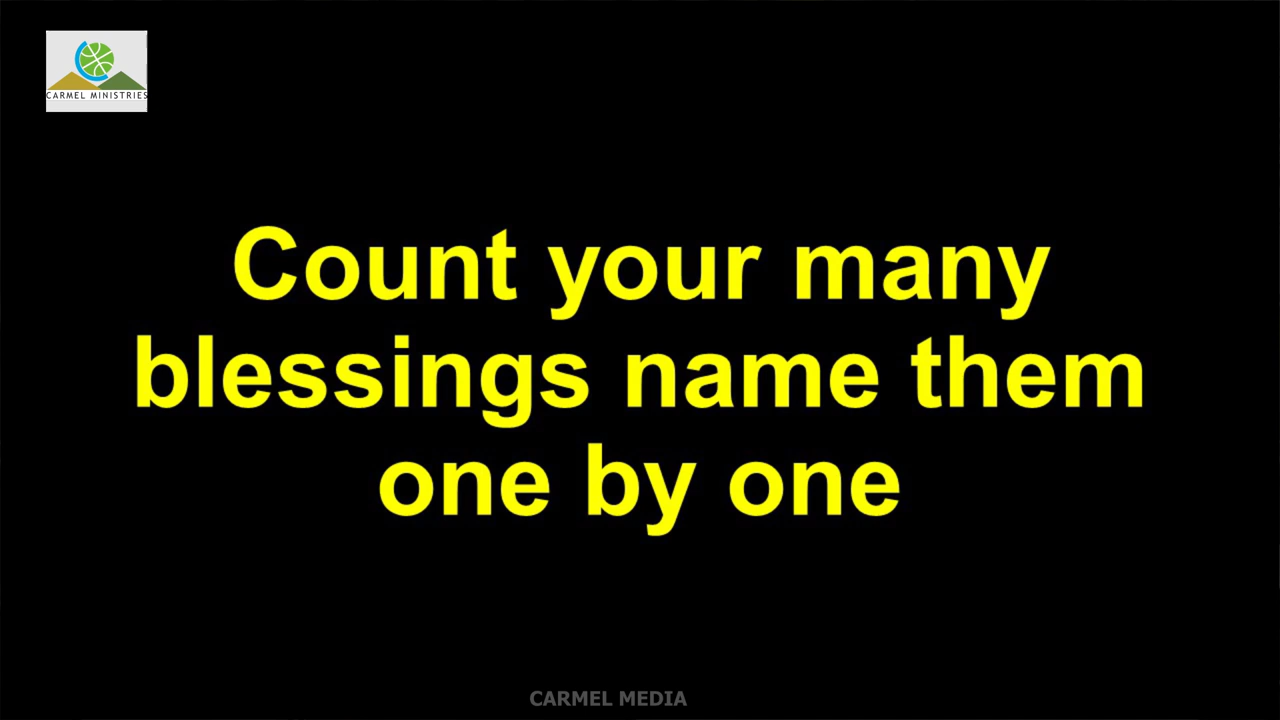 CARMEL MINISTRIES
Count your many
blessings name them
one by one
CARMEL MEDIA